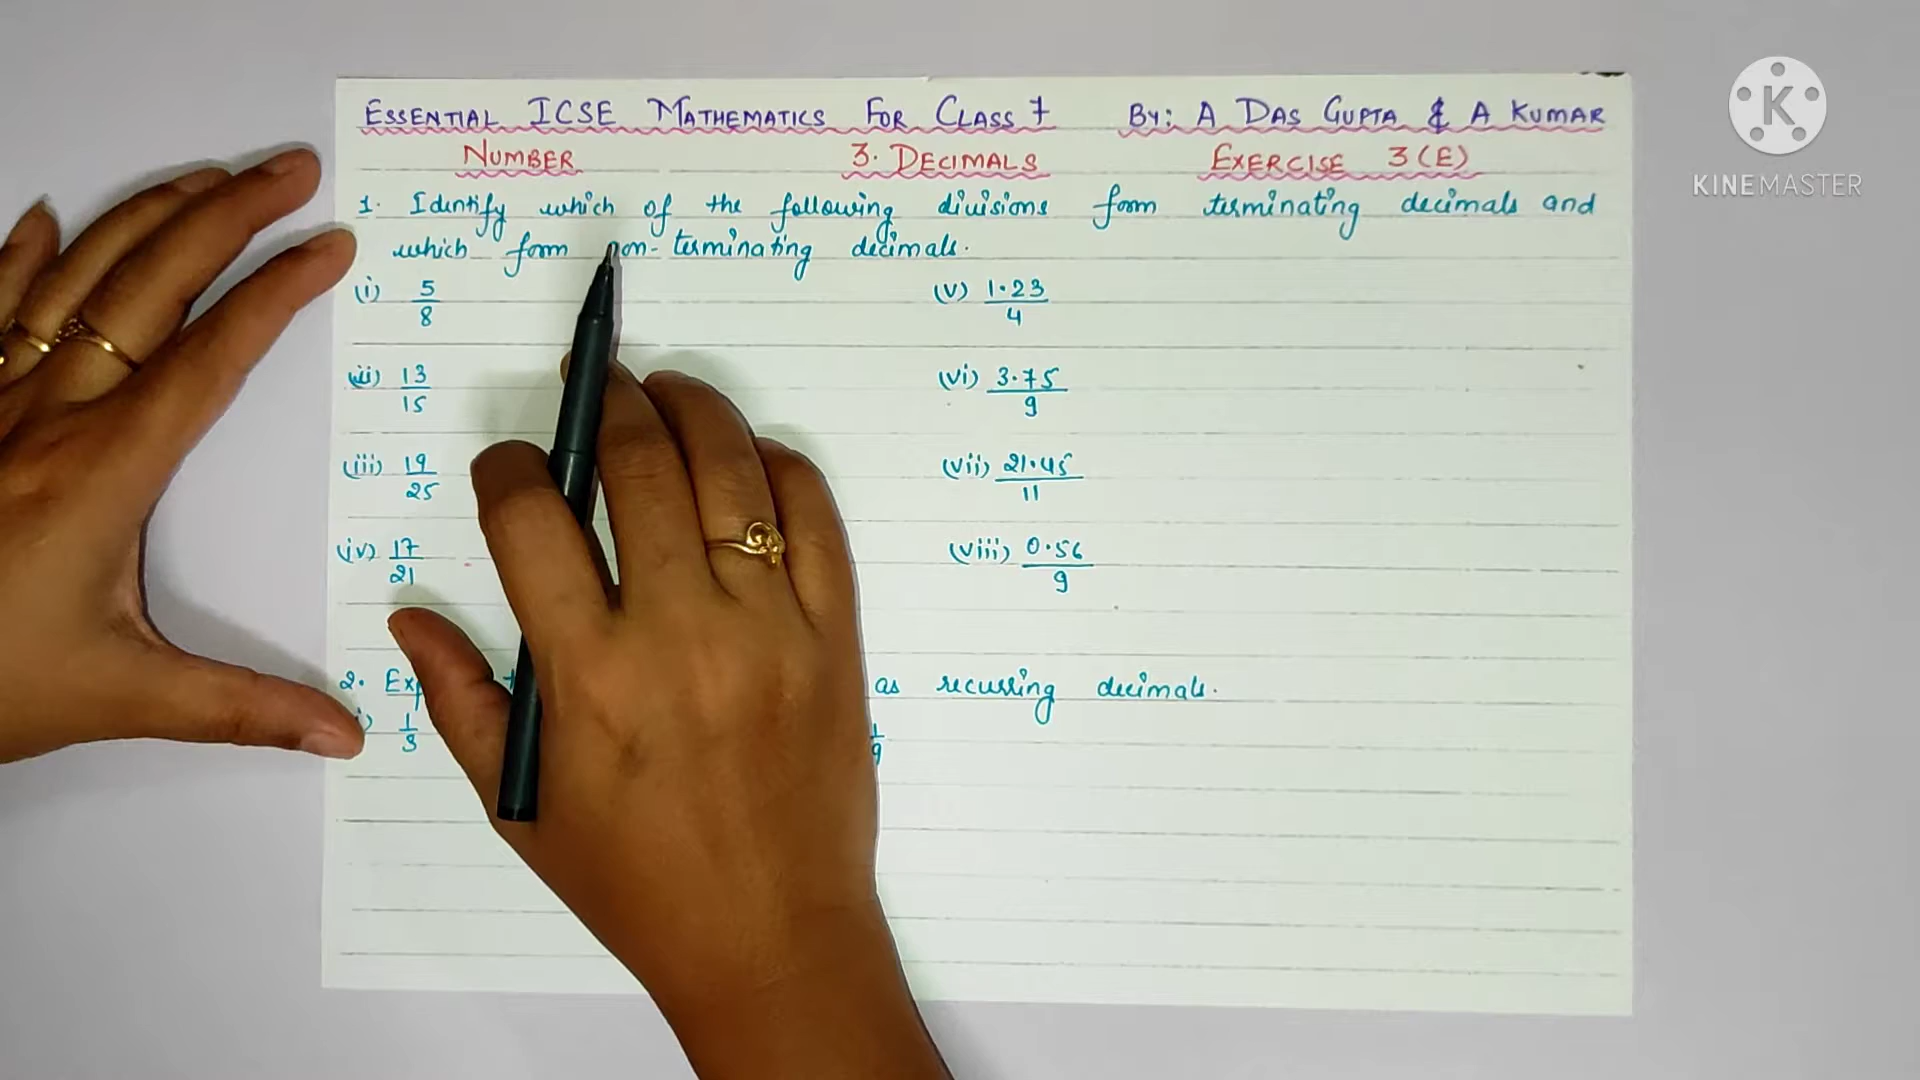 ESSENTIAL ICSE MATHEMATICS FOR CLASS 7 BY: A DAS GUPTA & A KUMAR
NUMBER 3. DECIMALS EXERCISE 3(E)
1. Identify which of the following divisions form terminating decimals and
which form non-terminating decimals.
(i) 5/8 (v) 1.23/4
(ii) 13/15 (vi) 3.75/9
(iii) 19/25 (vii) 21.45/11
(iv) 17/21 (viii) 0.56/9
2. as recurring decimals.
1/3 1/9
K
KINEMASTER